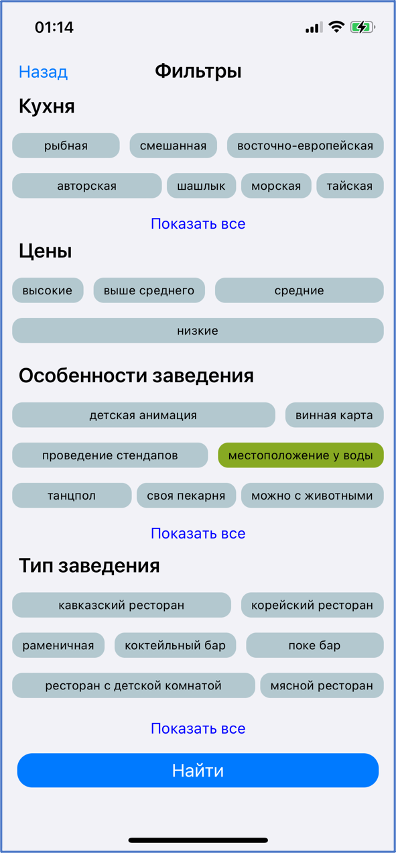 01:14
Назад Фильтры
Кухня
рыбная смешанная восточно-европейская
авторская шашлык морская тайская
Показать все
Цены
высокие выше среднего средние
низкие
Особенности заведения
детская анимация винная карта
проведение стендапов местоположение у воды
танцпол своя пекарня можно с животными
Показать все
Тип заведения
кавказский ресторан корейский ресторан
раменичная коктейльный бар поке бар
ресторан с детской комнатой мясной ресторан
Показать все
Найти